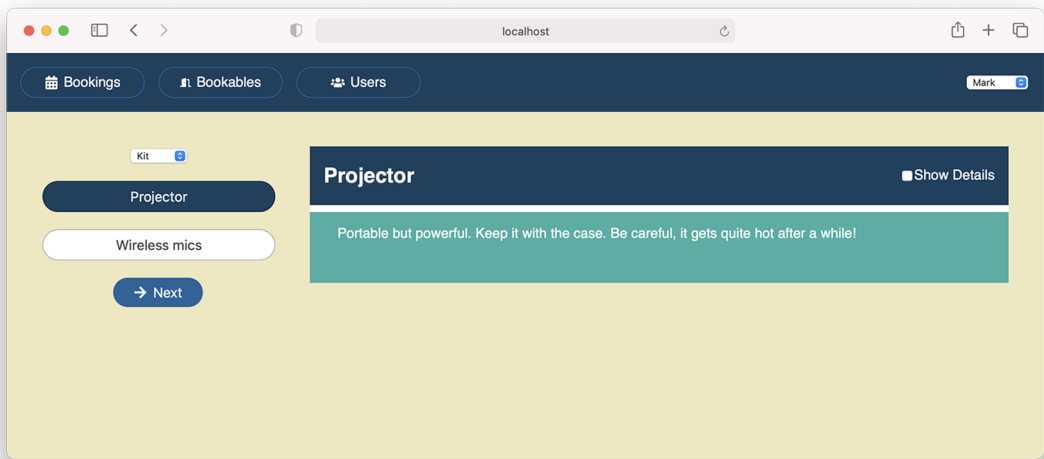 localhost
Bookings
Bookables
Users
Mark
Kit
Projector
Wireless mics
Next
Projector
Show Details
Portable but powerful. Keep it with the case. Be careful, it gets quite hot after a while!